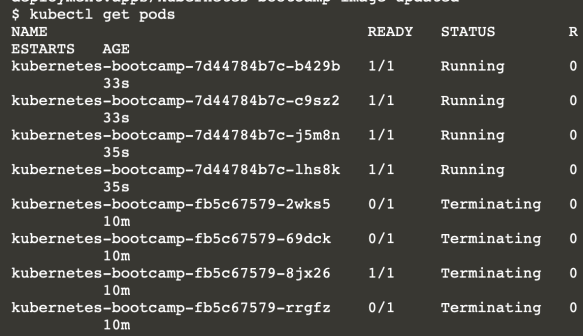 deployment.apps/kubernetes-bootcamp image updated
$ kubectl get pods
NAME READY STATUS R
ESTARTS AGE
kubernetes-bootcamp-7d44784b7c-b429b 1/1 Running 0
33s
kubernetes-bootcamp-7d44784b7c-c9sz2 1/1 Running 0
33s
kubernetes-bootcamp-7d44784b7c-j5m8n 1/1 Running 0
35s
kubernetes-bootcamp-7d44784b7c-lhs8k 1/1 Running 0
35s
kubernetes-bootcamp-fb5c67579-2wks5 0/1 Terminating 0
10m
kubernetes-bootcamp-fb5c67579-69dck 0/1 Terminating 0
10m
kubernetes-bootcamp-fb5c67579-8jx26 1/1 Terminating 0
10m
kubernetes-bootcamp-fb5c67579-rrgfz 0/1 Terminating 0
10m